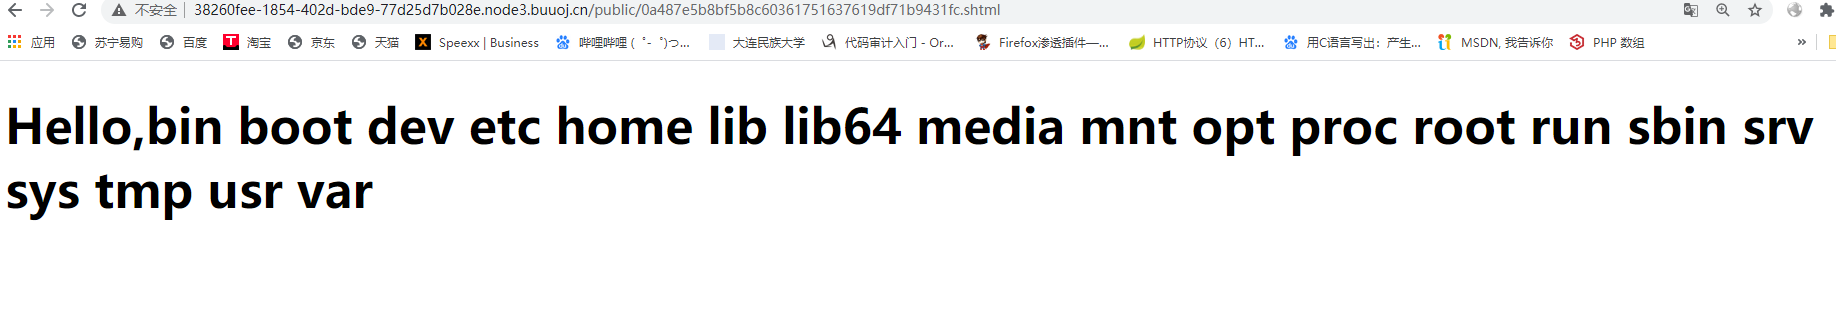 不安全 | 38260fee-1854-402d-bde9-77d25d7b028e.node3.buuoj.cn/public/0a487e5b8bf5b8c60361751637619df71b9431fc.shtml
应用 苏宁易购 百度 淘宝 京东 天猫 Speexx | Business 哔哩哔哩 ( ゜- ゜)つ... 大连民族大学 代码审计入门 - Or... Firefox渗透插件—... HTTP协议（6）HT... 用C语言写出：产生... MSDN, 我告诉你 PHP 数组 »
Hello,bin boot dev etc home lib lib64 media mnt opt proc root run sbin srv
sys tmp usr var